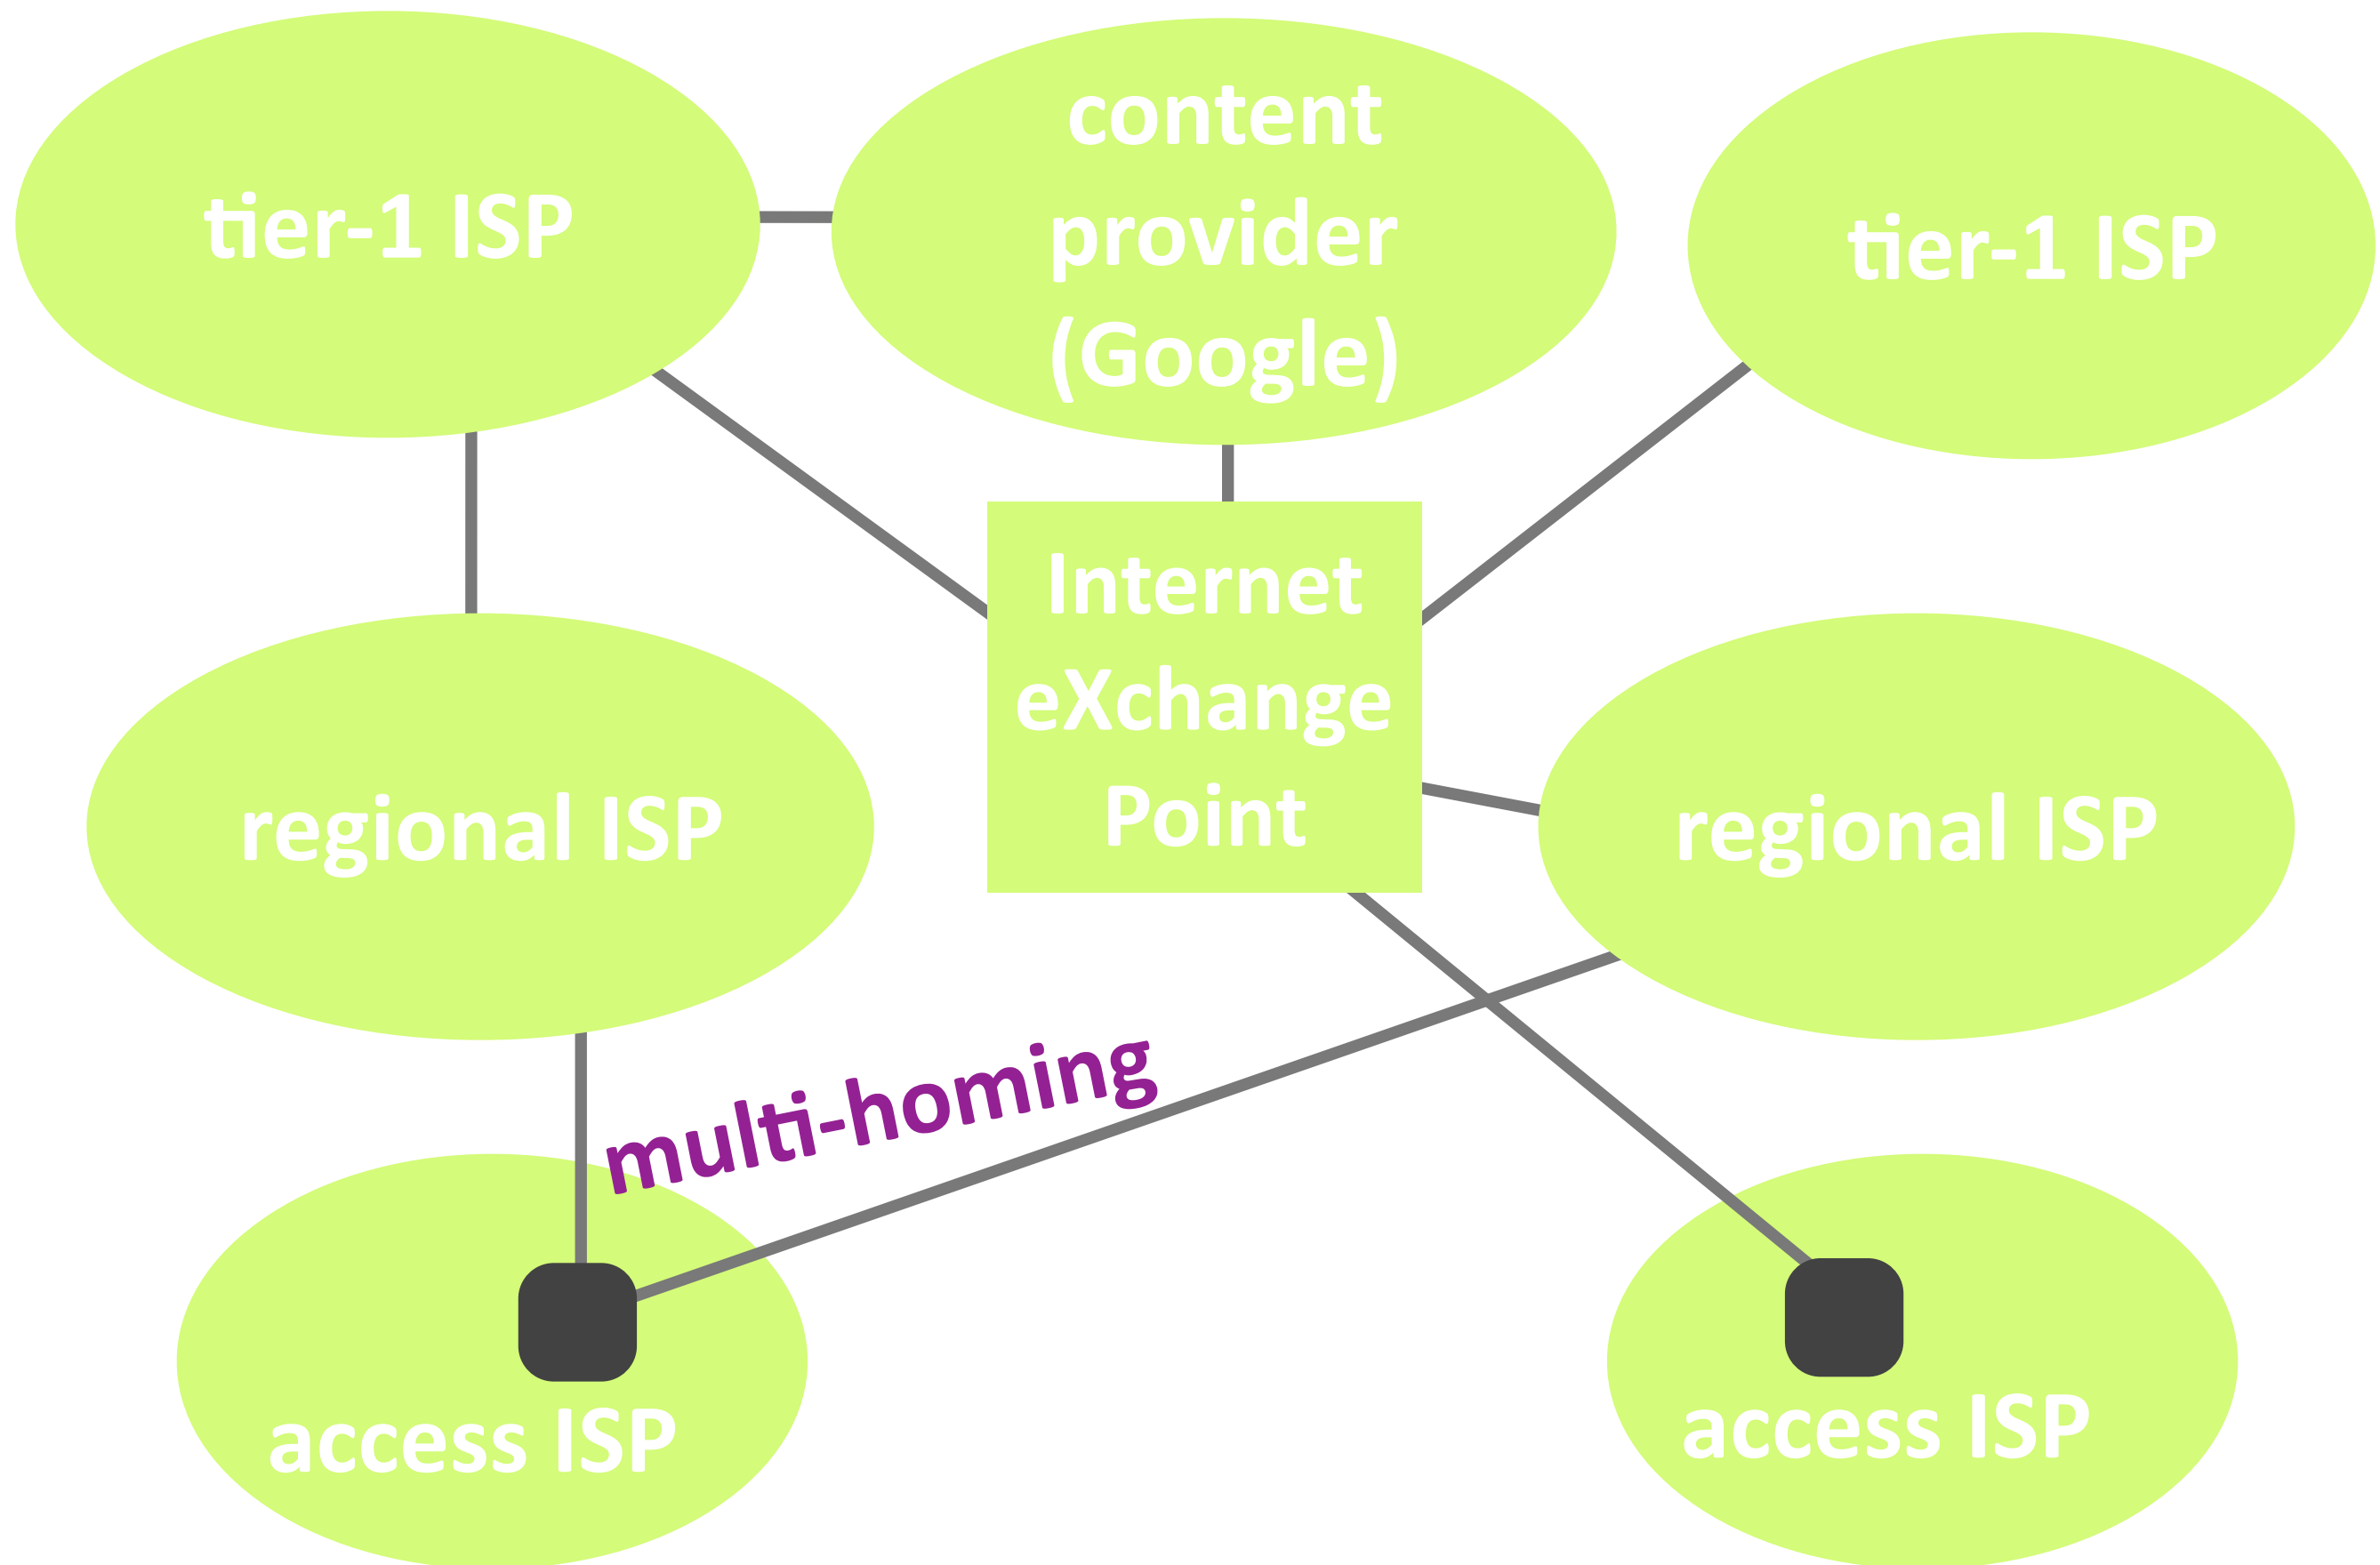 tier-1 ISP
content
provider
(Google)
tier-1 ISP
Internet
eXchange
Point
regional ISP
regional ISP
multi-homing
access ISP
access ISP